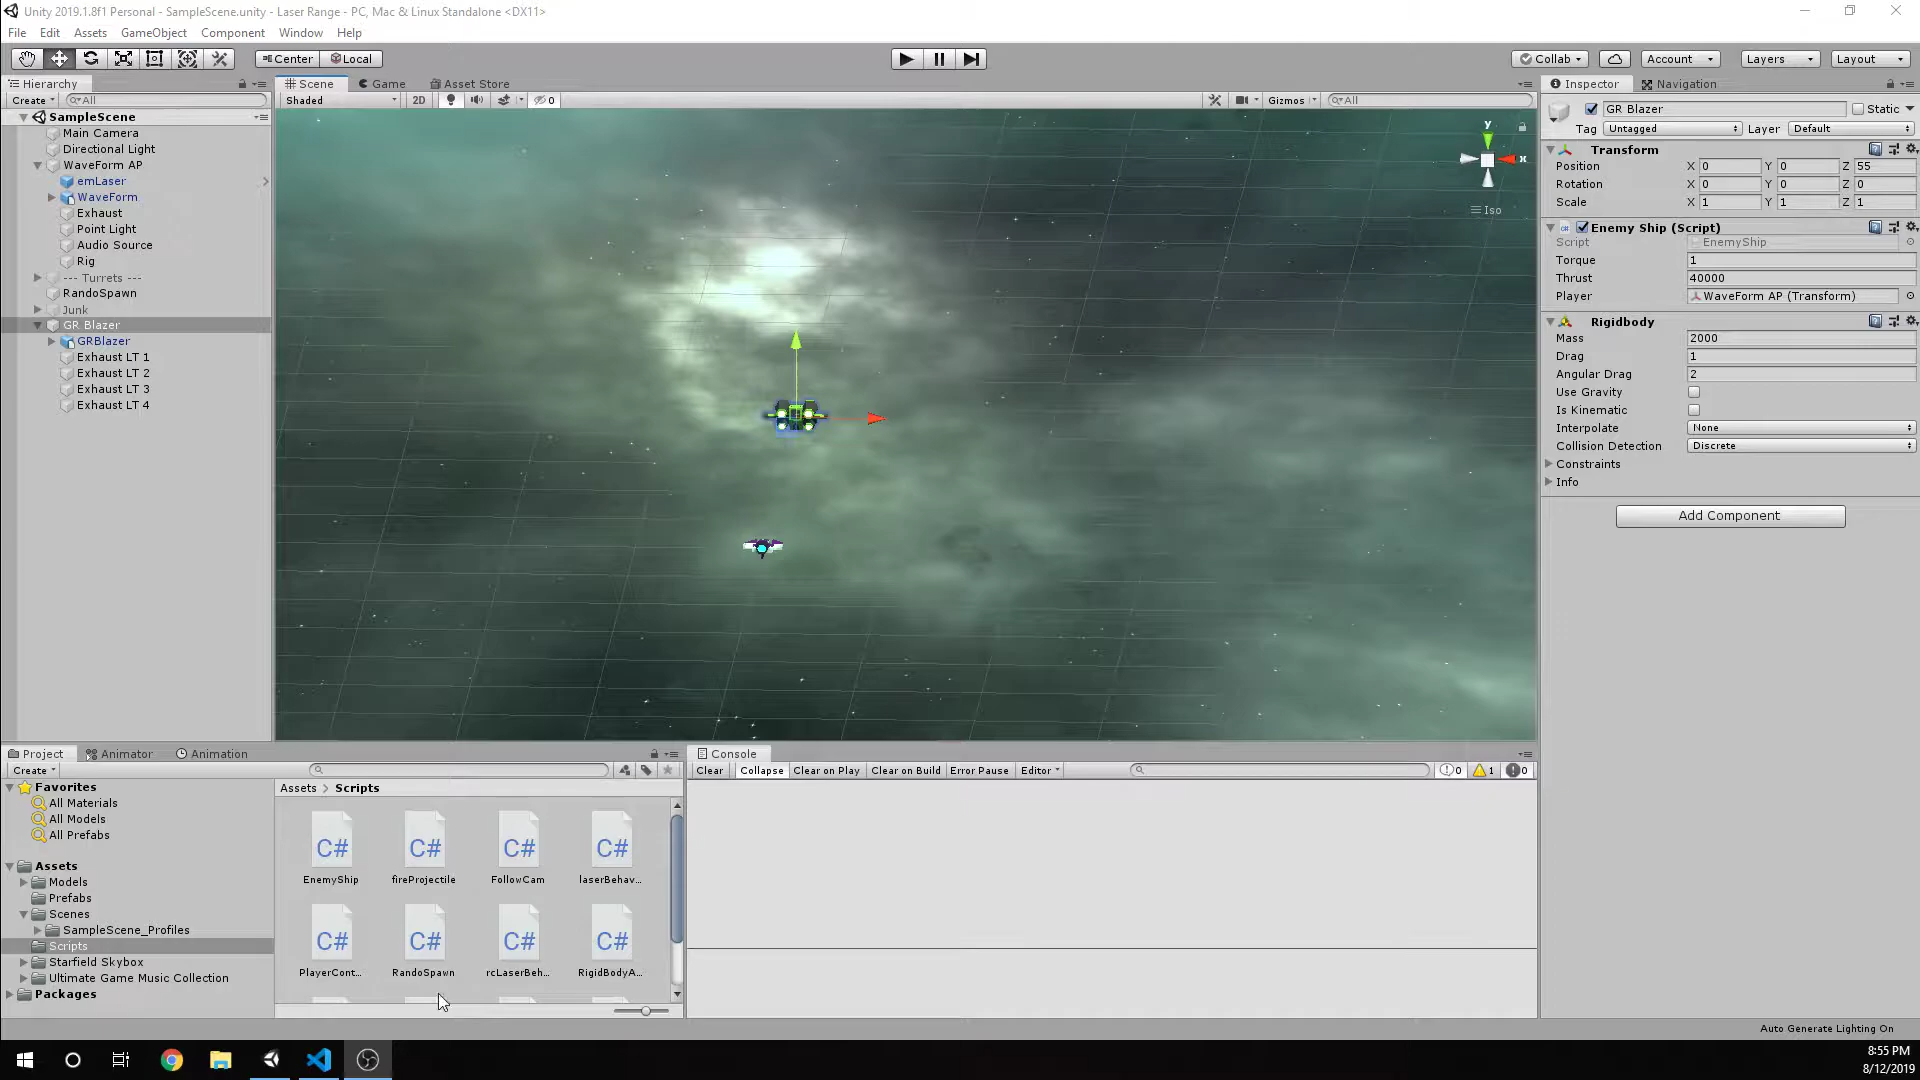 Unity 2019.1.8f1 Personal - SampleScene.unity - Laser Range - PC, Mac & Linux Standalone <DX11>
File Edit Assets GameObject Component Window Help
Center Local Collab Account Layers Layout
Hierarchy Scene Game Asset Store Inspector Navigation
Create All Shaded 2D 0 Gizmos All
SampleScene
Main Camera
Directional Light
WaveForm AP
emLaser
WaveForm
Exhaust
Point Light
Audio Source
Rig
--- Turrets ---
RandoSpawn
Junk
GR Blazer
GRBlazer
Exhaust LT 1
Exhaust LT 2
Exhaust LT 3
Exhaust LT 4
y
x
Iso
GR Blazer Static
Tag Untagged Layer Default
Transform
Position X 0 Y 0 Z 55
Rotation X 0 Y 0 Z 0
Scale X 1 Y 1 Z 1
Enemy Ship (Script)
Script EnemyShip
Torque 1
Thrust 40000
Player WaveForm AP (Transform)
Rigidbody
Mass 2000
Drag 1
Angular Drag 2
Use Gravity
Is Kinematic
Interpolate None
Collision Detection Discrete
Constraints
Info
Add Component
Project Animator Animation
Create
Favorites
All Materials
All Models
All Prefabs
Assets
Models
Prefabs
Scenes
SampleScene_Profiles
Scripts
Starfield Skybox
Ultimate Game Music Collection
Packages
Assets > Scripts
C# C# C# C#
EnemyShip fireProjectile FollowCam laserBehav...
C# C# C# C#
PlayerCont... RandoSpawn rcLaserBeh... RigidBodyA...
Console
Clear Collapse Clear on Play Clear on Build Error Pause Editor 0 1 0
Auto Generate Lighting On
8:55 PM
8/12/2019